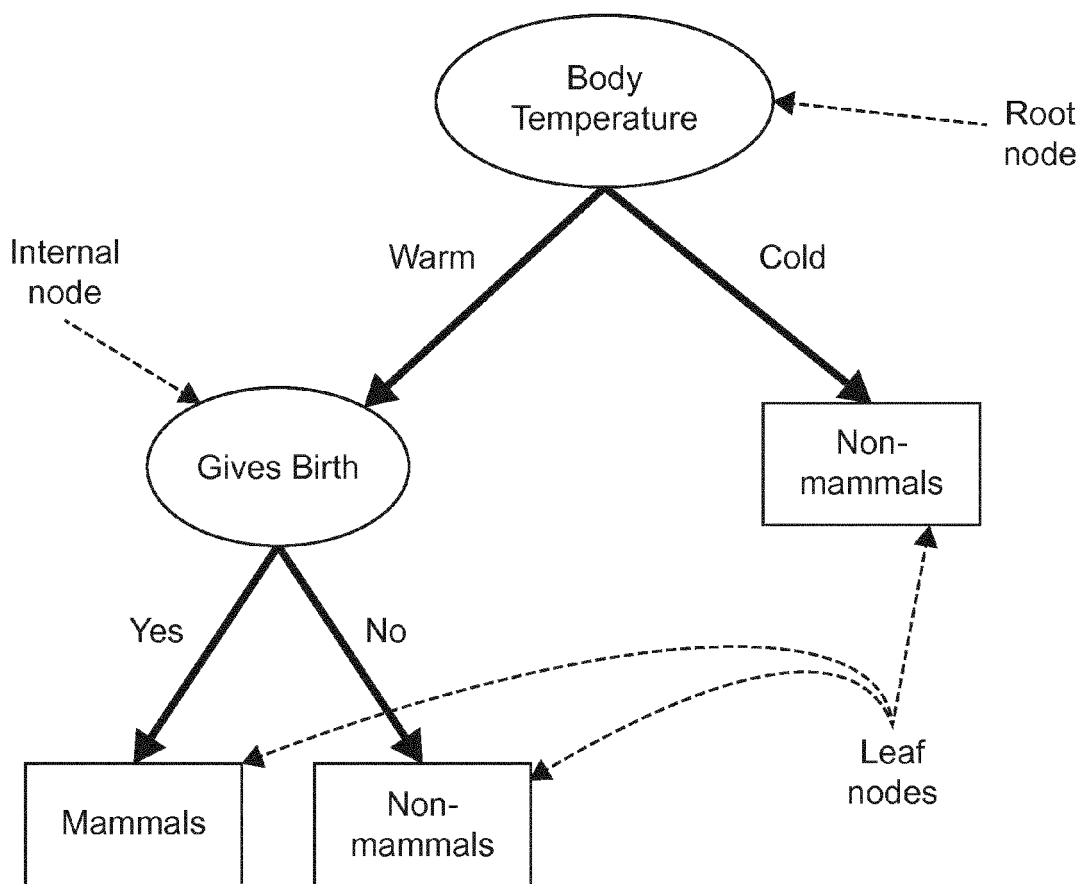 Body
Temperature
Root
node
Internal
node
Warm
Cold
Gives Birth
Non-
mammals
Yes
No
Mammals
Non-
mammals
Leaf
nodes